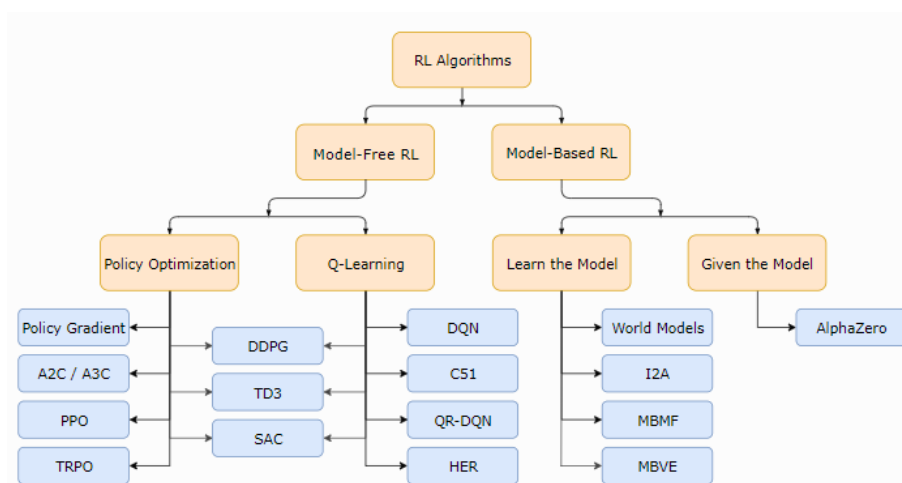 RL Algorithms
Model-Free RL
Model-Based RL
Policy Optimization
Q-Learning
Learn the Model
Given the Model
Policy Gradient
DDPG
DQN
World Models
AlphaZero
A2C / A3C
TD3
C51
I2A
PPO
SAC
QR-DQN
MBMF
TRPO
HER
MBVE